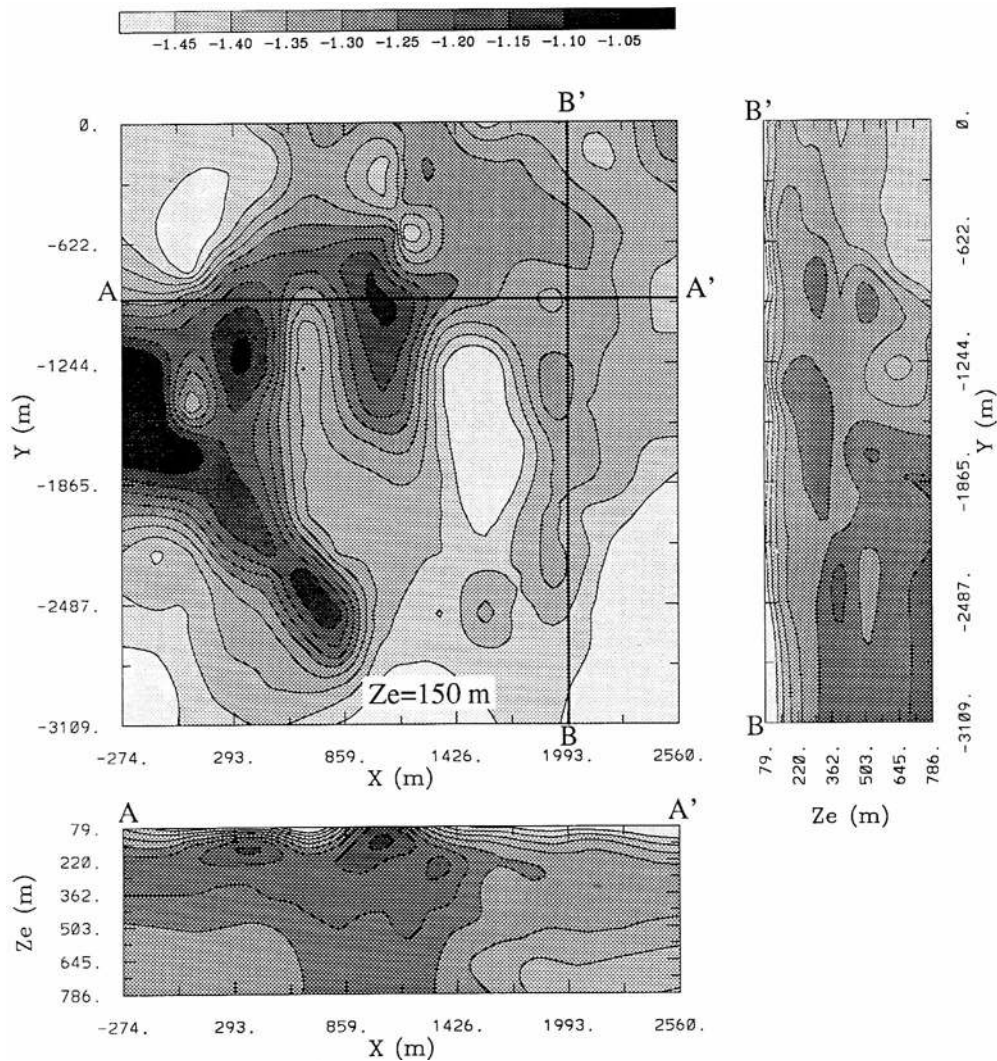 -1.45 -1.40 -1.35 -1.30 -1.25 -1.20 -1.15 -1.10 -1.05
B'
B'
0.
-622.
-1244.
-1865.
-2487.
-3109.
Y (m)
A
A'
Ze=150 m
B
-274. 293. 859. 1426. 1993. 2560.
X (m)
0.
-622.
-1244.
-1865.
-2487.
-3109.
Y (m)
B
79. 220. 362. 503. 645. 786.
Ze (m)
A
A'
79.
220.
362.
503.
645.
786.
Ze (m)
-274. 293. 859. 1426. 1993. 2560.
X (m)